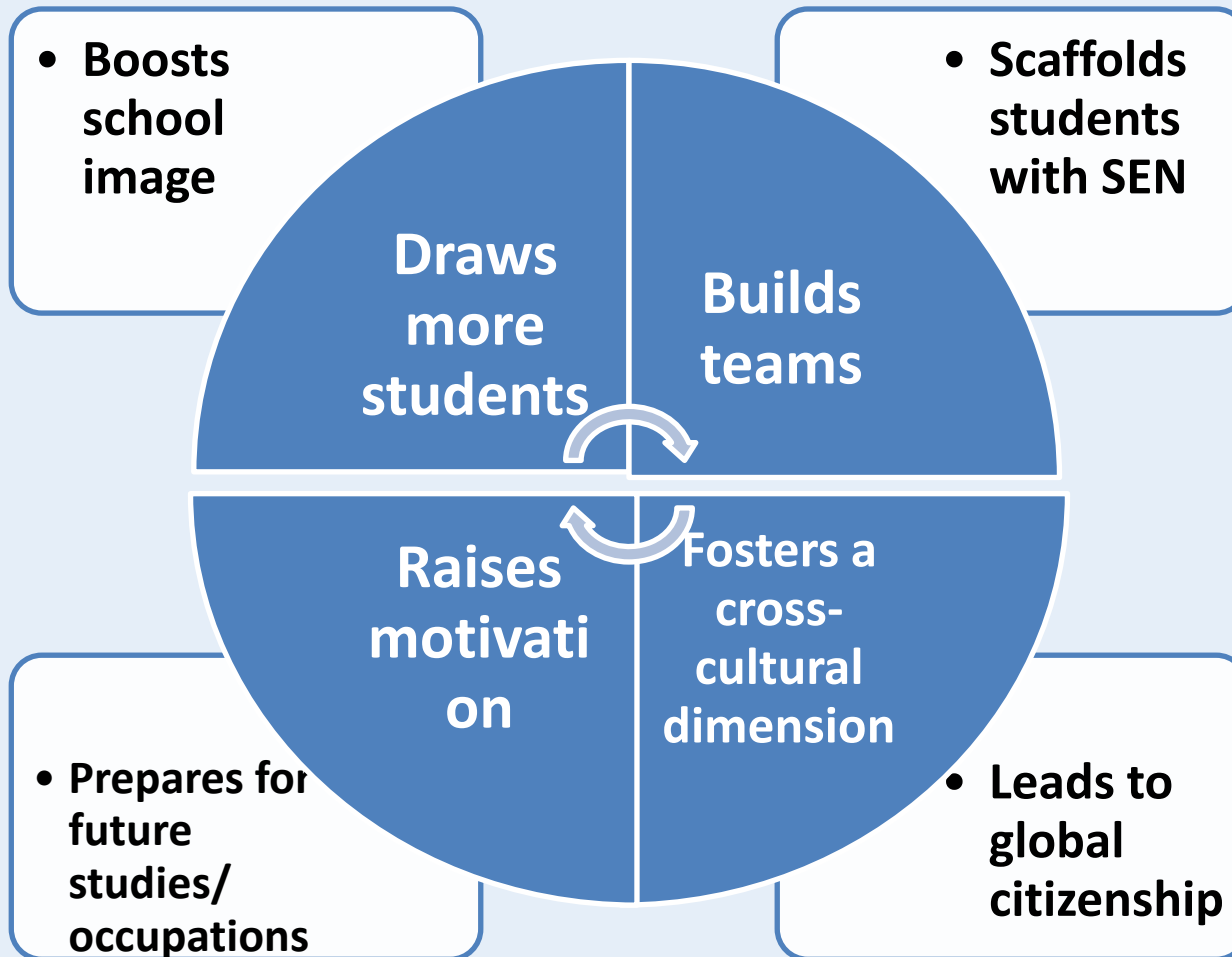 • Boosts
school
image
• Scaffolds
students
with SEN
Draws
more
students
Builds
teams
Raises
motivati
on
Fosters a
cross-
cultural
dimension
• Prepares for
future
studies/
occupations
• Leads to
global
citizenship